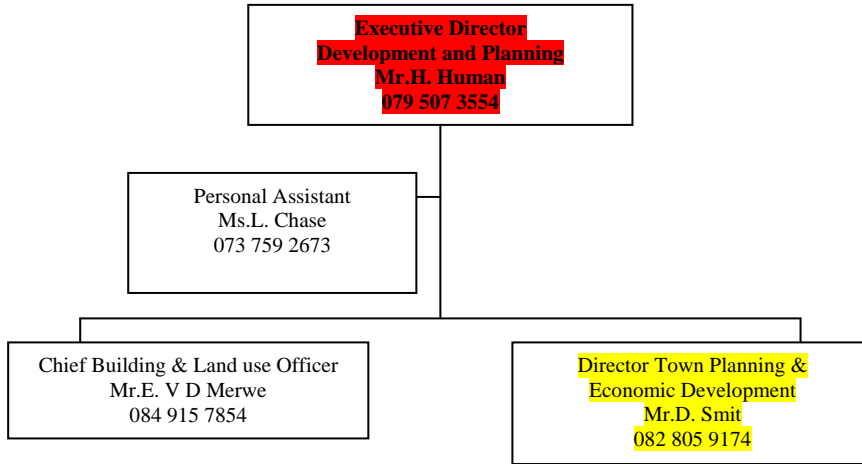 Executive Director
Development and Planning
Mr.H. Human
079 507 3554
Personal Assistant
Ms.L. Chase
073 759 2673
Chief Building & Land use Officer
Mr.E. V D Merwe
084 915 7854
Director Town Planning &
Economic Development
Mr.D. Smit
082 805 9174